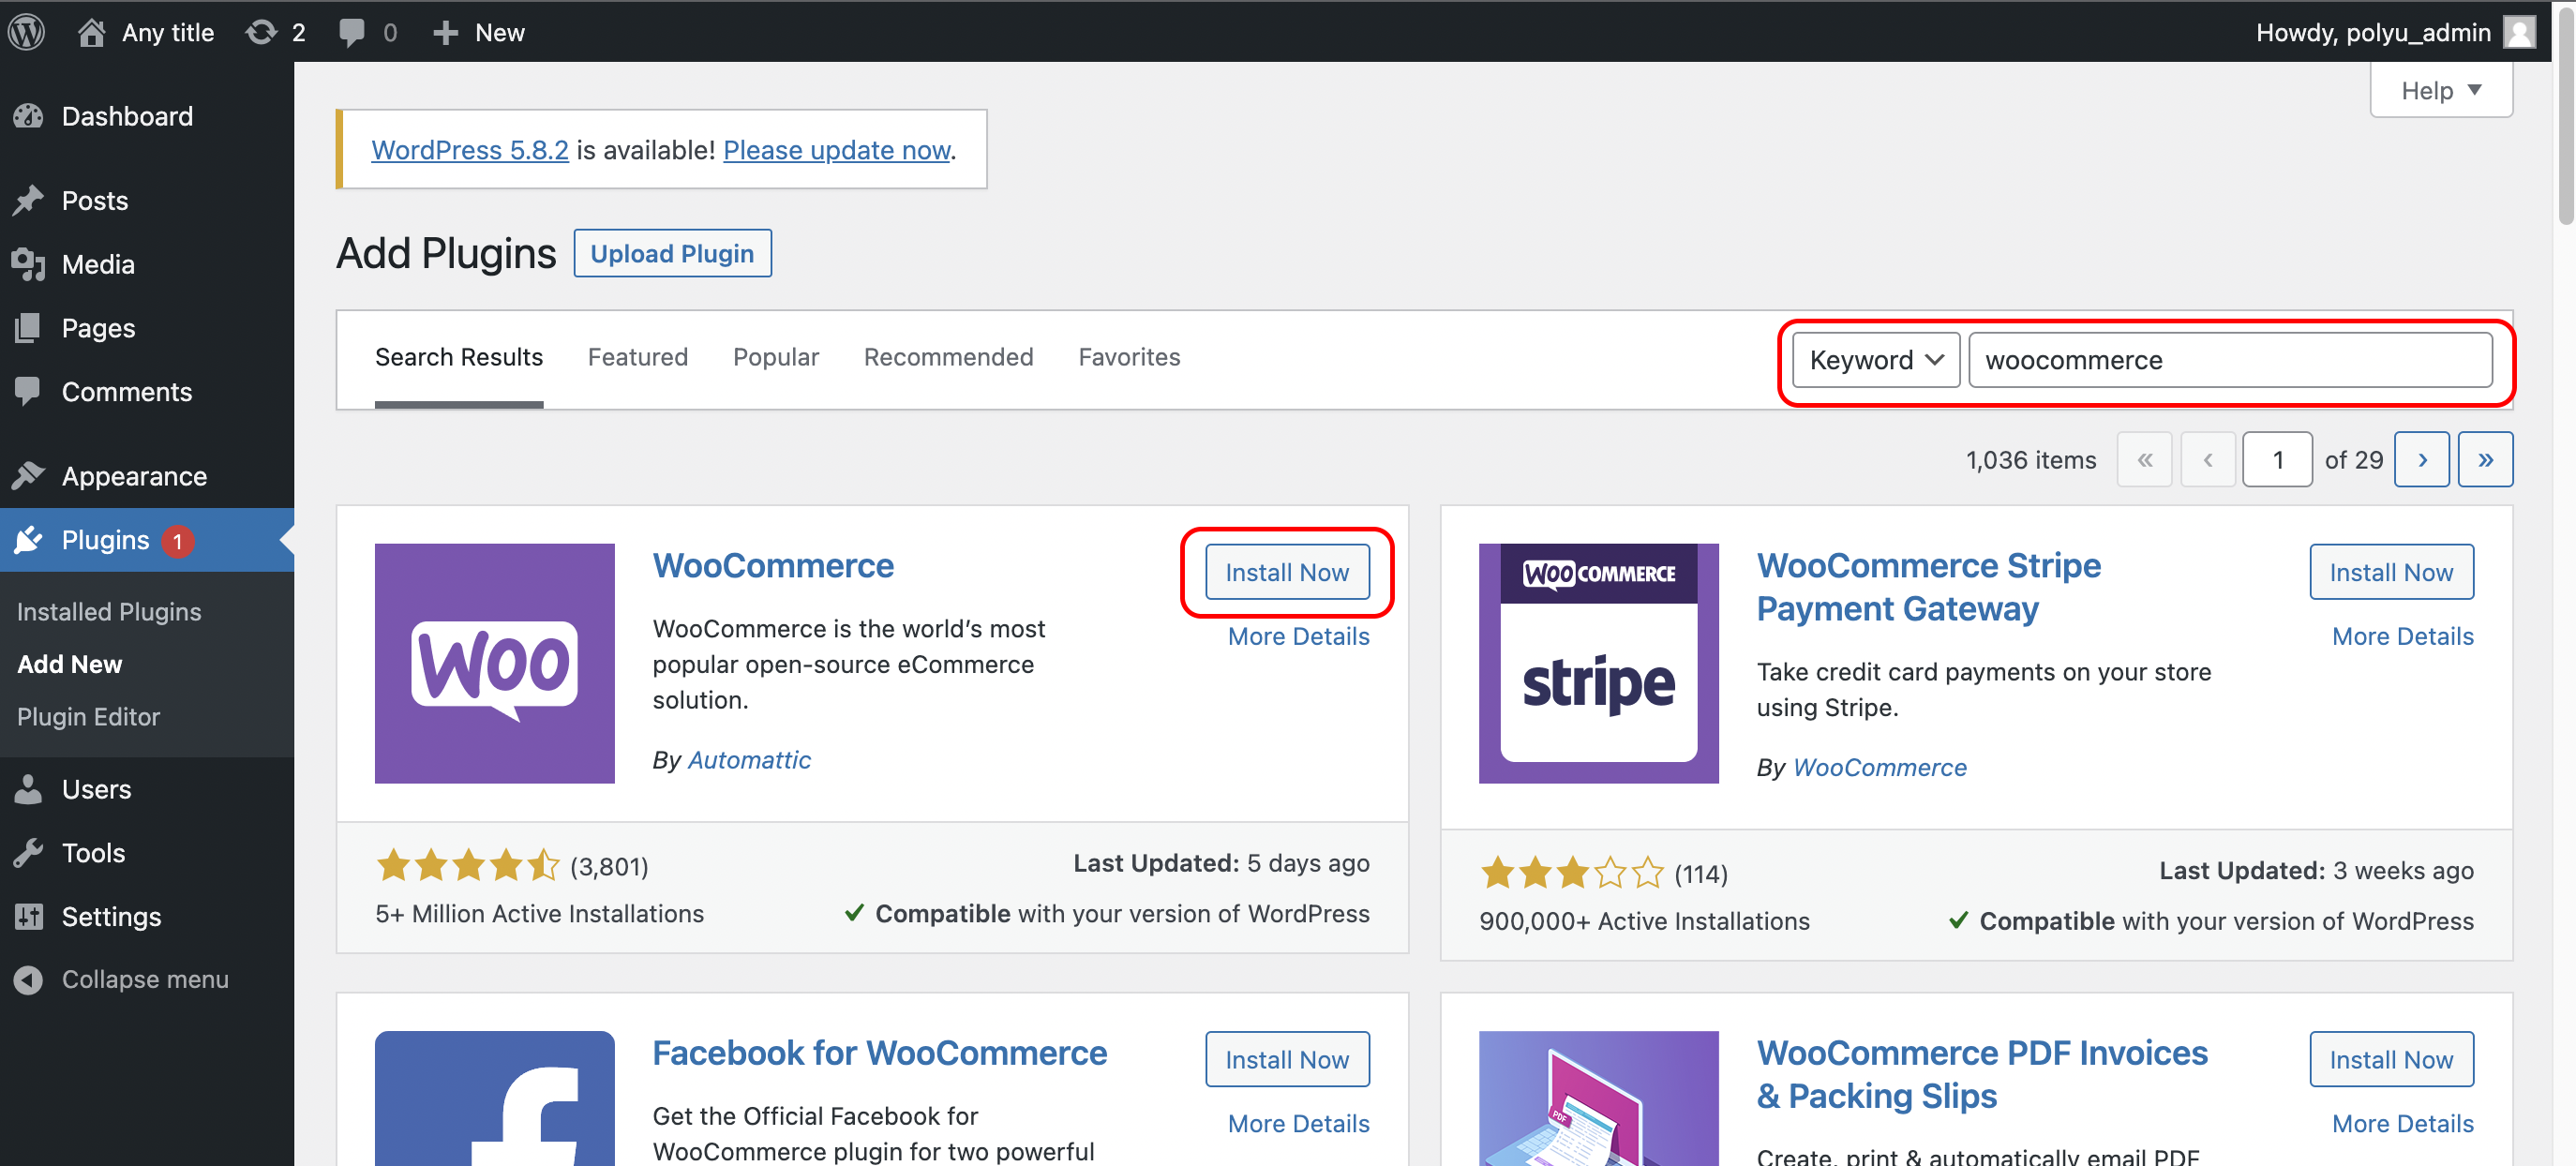 Any title 2 0 + New Howdy, polyu_admin
Help
Dashboard
Posts
Media
Pages
Comments
Appearance
Plugins 1
Installed Plugins
Add New
Plugin Editor
Users
Tools
Settings
Collapse menu
WordPress 5.8.2 is available! Please update now.
Add Plugins Upload Plugin
Search Results Featured Popular Recommended Favorites Keyword woocommerce
1,036 items « ‹ 1 of 29 › »
WOO
WooCommerce
Install Now
More Details
WooCommerce is the world’s most
popular open-source eCommerce
solution.
By Automattic
(3,801)
Last Updated: 5 days ago
5+ Million Active Installations
Compatible with your version of WordPress
WOO COMMERCE
stripe
WooCommerce Stripe
Payment Gateway
Install Now
More Details
Take credit card payments on your store
using Stripe.
By WooCommerce
(114)
Last Updated: 3 weeks ago
900,000+ Active Installations
Compatible with your version of WordPress
Facebook for WooCommerce
Install Now
More Details
Get the Official Facebook for
WooCommerce plugin for two powerful
PDF
WooCommerce PDF Invoices
& Packing Slips
Install Now
More Details
Create, print & automatically email PDF